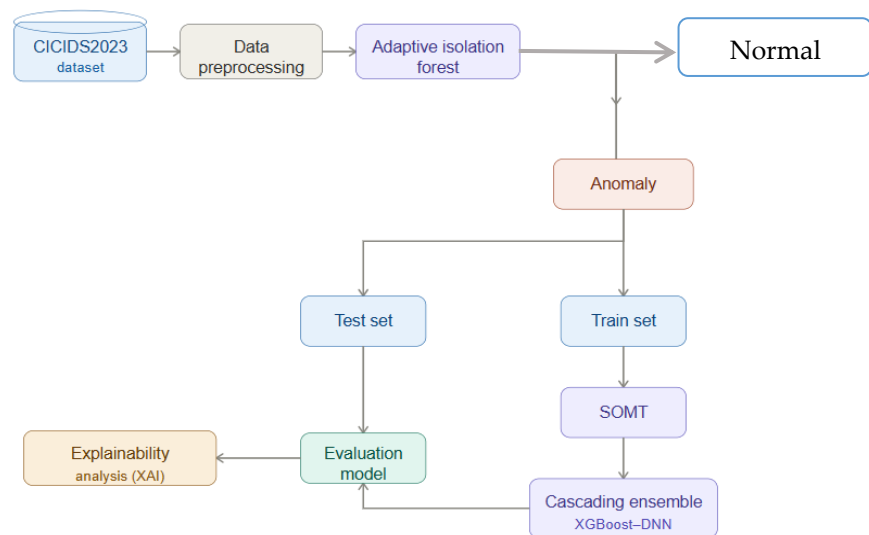 CICIDS2023
dataset
Data
preprocessing
Adaptive isolation
forest
Normal
Anomaly
Test set
Train set
SOMT
Explainability
analysis (XAI)
Evaluation
model
Cascading ensemble
XGBoost–DNN